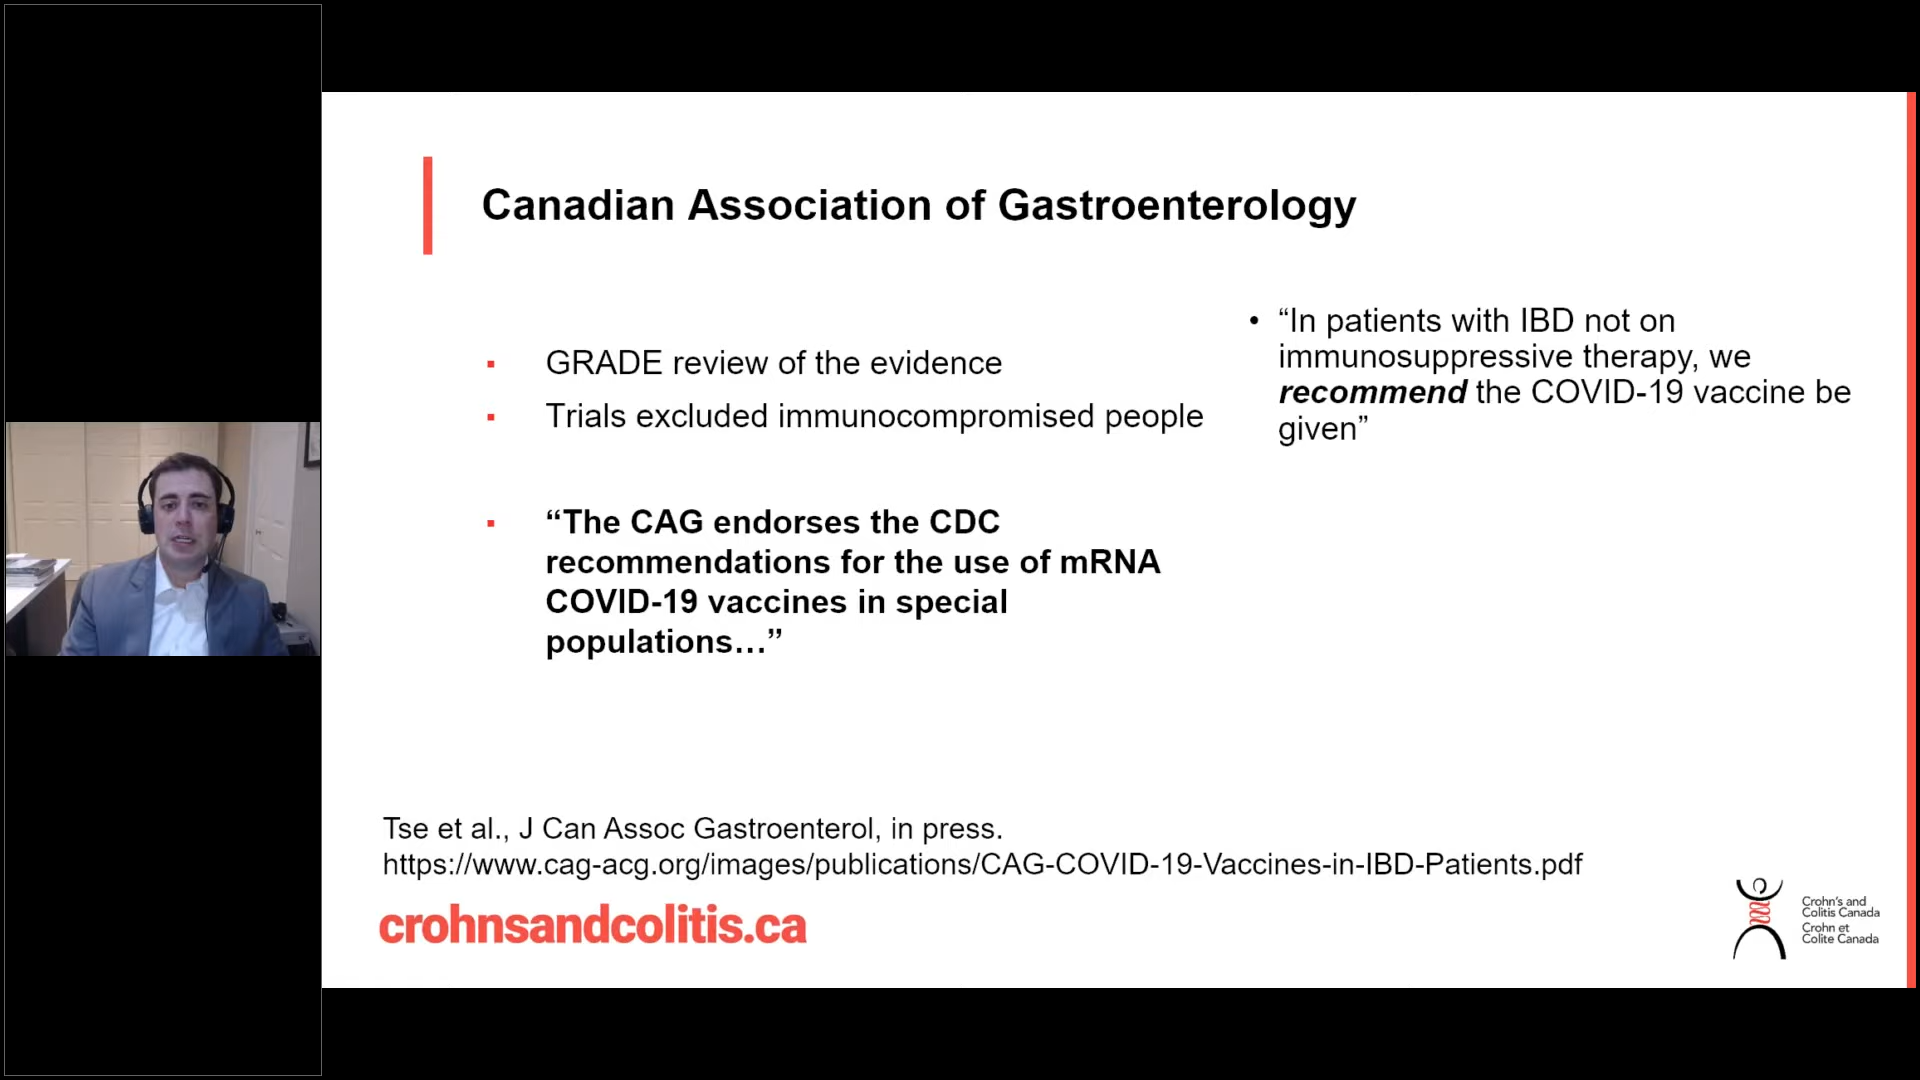 Canadian Association of Gastroenterology
▪ GRADE review of the evidence
▪ Trials excluded immunocompromised people
▪ “The CAG endorses the CDC
recommendations for the use of mRNA
COVID-19 vaccines in special
populations…”
• “In patients with IBD not on
immunosuppressive therapy, we
recommend the COVID-19 vaccine be
given”
Tse et al., J Can Assoc Gastroenterol, in press.
https://www.cag-acg.org/images/publications/CAG-COVID-19-Vaccines-in-IBD-Patients.pdf
crohnsandcolitis.ca
Crohn's and
Colitis Canada
Crohn et
Colite Canada